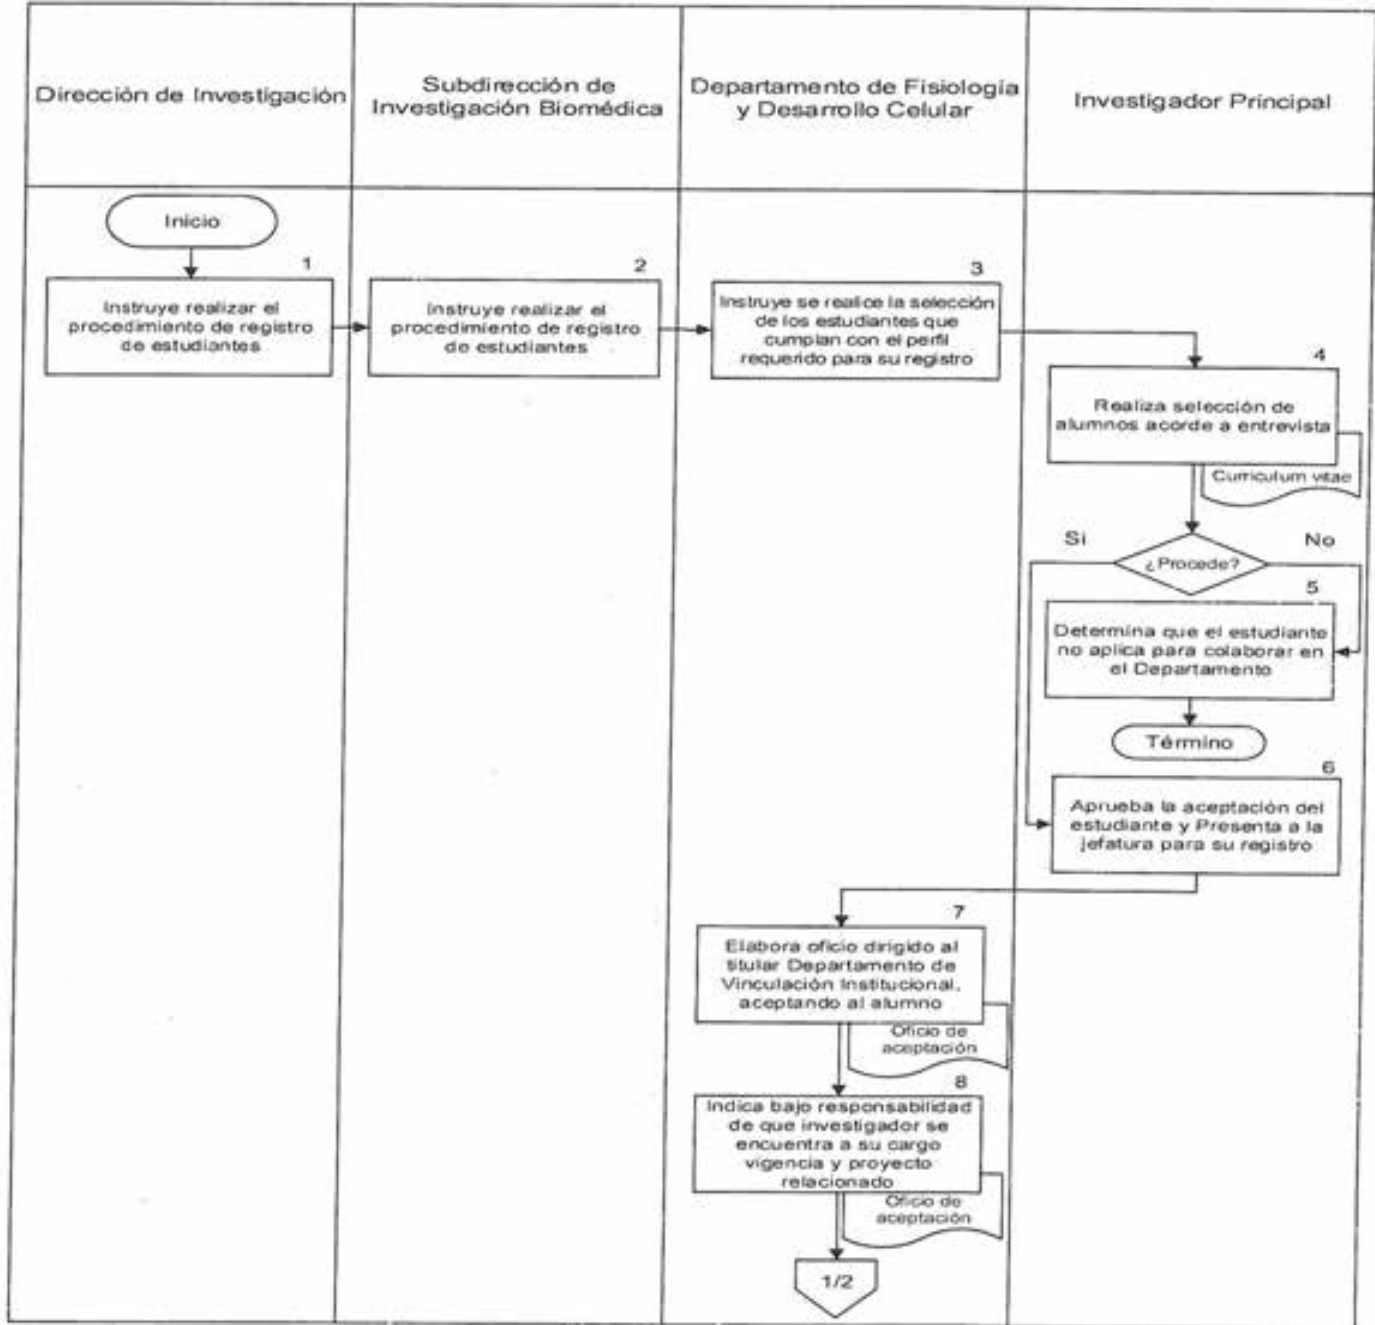 Dirección de Investigación
Subdirección de
Investigación Biomédica
Departamento de Fisiología
y Desarrollo Celular
Investigador Principal
Inicio
1
Instruye realizar el
procedimiento de registro
de estudiantes
2
Instruye realizar el
procedimiento de registro
de estudiantes
3
Instruye se realice la selección
de los estudiantes que
cumplan con el perfil
requerido para su registro
4
Realiza selección de
alumnos acorde a entrevista
Curriculum vitae
Si
¿Procede?
No
5
Determina que el estudiante
no aplica para colaborar en
el Departamento
Término
6
Aprueba la aceptación del
estudiante y Presenta a la
jefatura para su registro
7
Elabora oficio dirigido al
titular Departamento de
Vinculación Institucional,
aceptando al alumno
Oficio de
aceptación
8
Indica bajo responsabilidad
de que investigador se
encuentra a su cargo
vigencia y proyecto
relacionado
Oficio de
aceptación
1/2